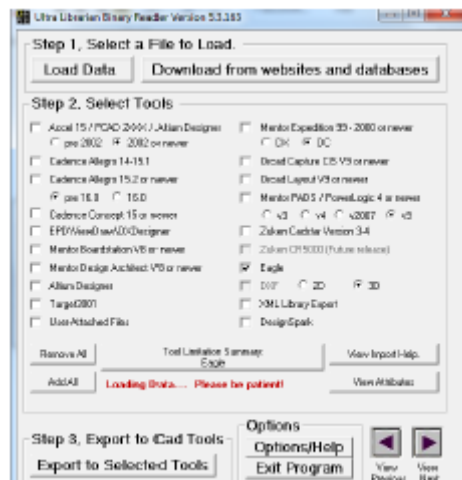 Ultra Librarian Binary Reader Version 5.3.163
Step 1, Select a File to Load.
Load Data
Download from websites and databases
Step 2, Select Tools
Accel 15 / PCAD 2XXX / Altium Designer
pre 2002
2002 or newer
Cadence Allegro 14-15.1
Cadence Allegro 15.2 or newer
pre 16.0
16.0
Cadence Concept 15 or newer
EPD/ViewDraw/DXDesigner
Mentor Boardstation V8 or newer
Mentor Design Architect V8 or newer
Altium Designer
Target3001
User Attached Files
Mentor Expedition 99 - 2000 or newer
DX
DC
Orcad Capture CIS V9 or newer
Orcad Layout V9 or newer
Mentor PADS / PowerLogic 4 or newer
v3
v4
v2007
v9
Zuken Cadstar Version 3-4
Zuken CR5000 (Future release)
Eagle
DXF
2D
3D
XML Library Export
DesignSpark
Remove All
Tool Limitation Summary:
Eagle
View Import Help.
Add All
Loading Data.... Please be patient!
View Attributes
Step 3, Export to Cad Tools
Export to Selected Tools
Options
Options/Help
Exit Program
View
Previous
View
Next